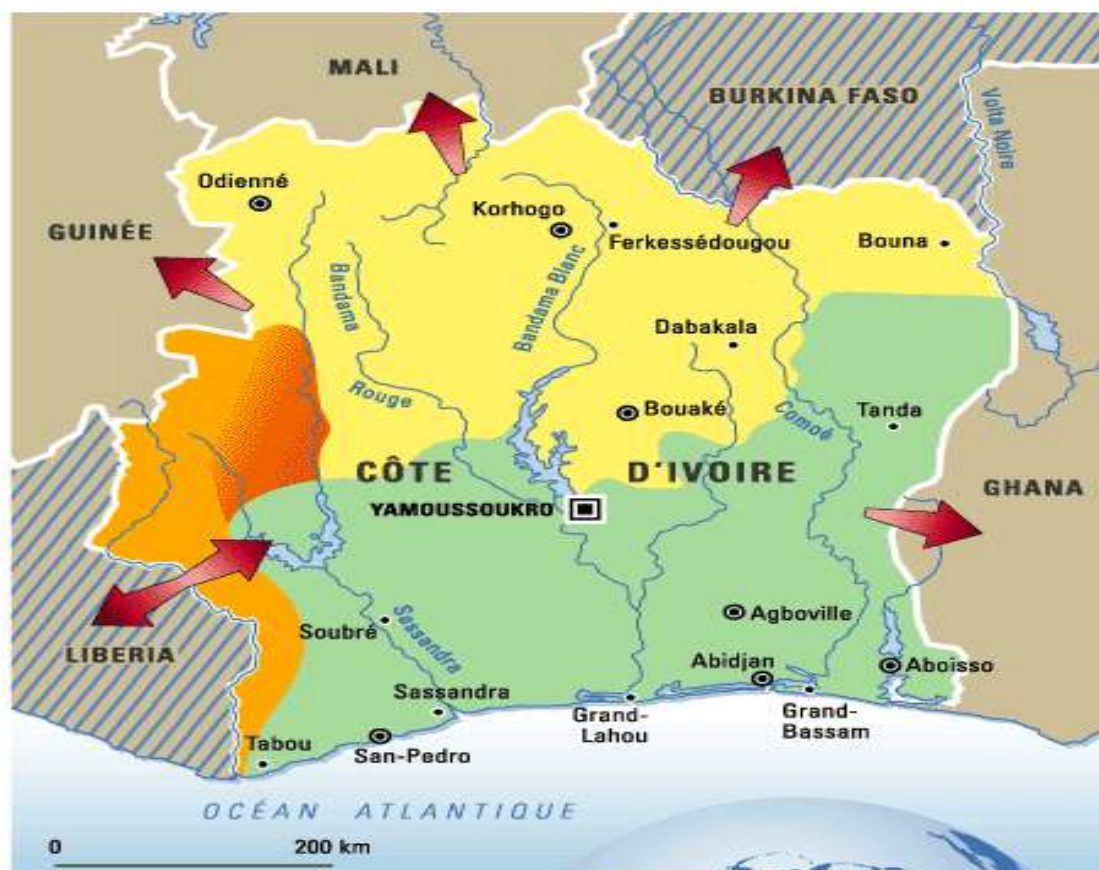 MALI
BURKINA FASO
Volta Noire
Odienné
Korhogo
GUINÉE
Ferkessédougou
Bouna
Bandama
Bandama Blanc
Dabakala
Rouge
Bouaké
Comoé
Tanda
CÔTE D'IVOIRE
GHANA
YAMOUSSOUKRO
Soubré
Sassandra
Agboville
LIBERIA
Abidjan
Aboisso
Sassandra
Grand-
Lahou
Grand-
Bassam
Tabou
San-Pedro
OCÉAN ATLANTIQUE
0 200 km